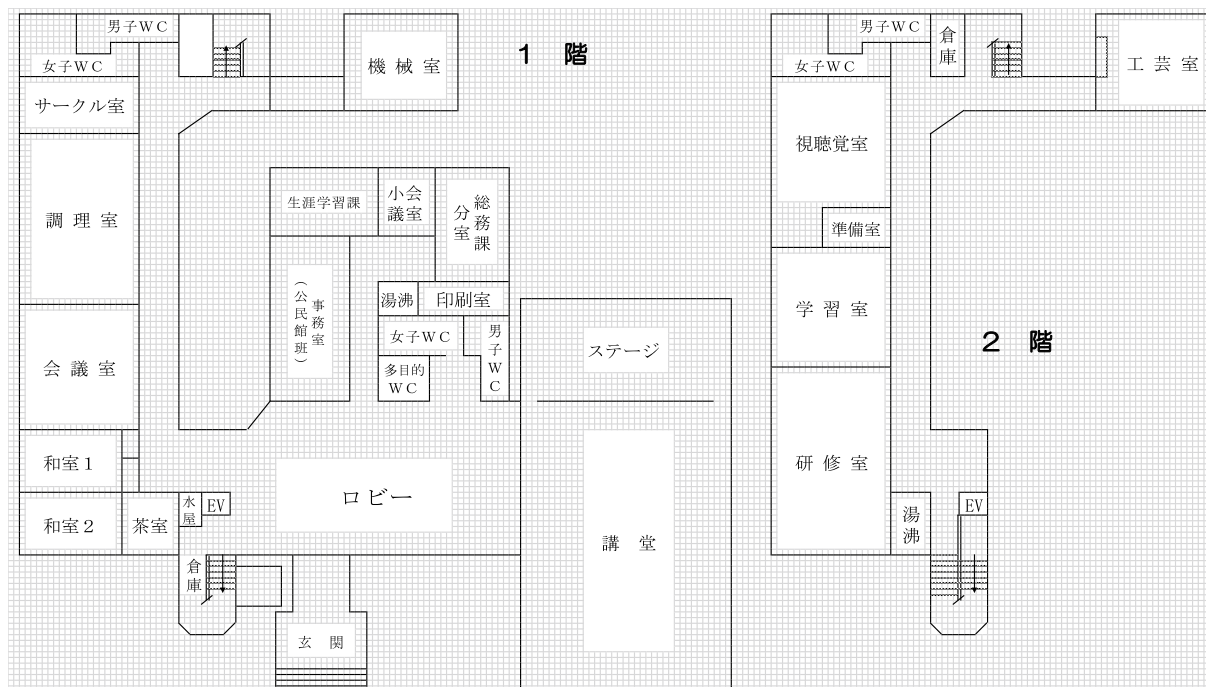 1 階
男子WC
女子WC
機械室
サークル室
調理室
生涯学習課
小会
議室
総務課
分室
事務室
(公民館班)
湯沸
印刷室
女子WC
男子WC
多目的
WC
ステージ
会議室
和室1
和室2
茶室
水屋
EV
ロビー
講堂
倉庫
玄関
2 階
男子WC
女子WC
倉庫
工芸室
視聴覚室
準備室
学習室
研修室
湯沸
EV